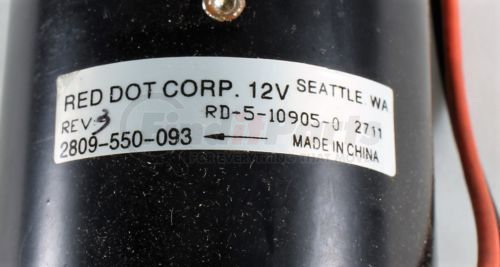 RED DOT CORP. 12V SEATTLE, WA
REV:3 RD-5-10905-0 2711
2809-550-093 MADE IN CHINA